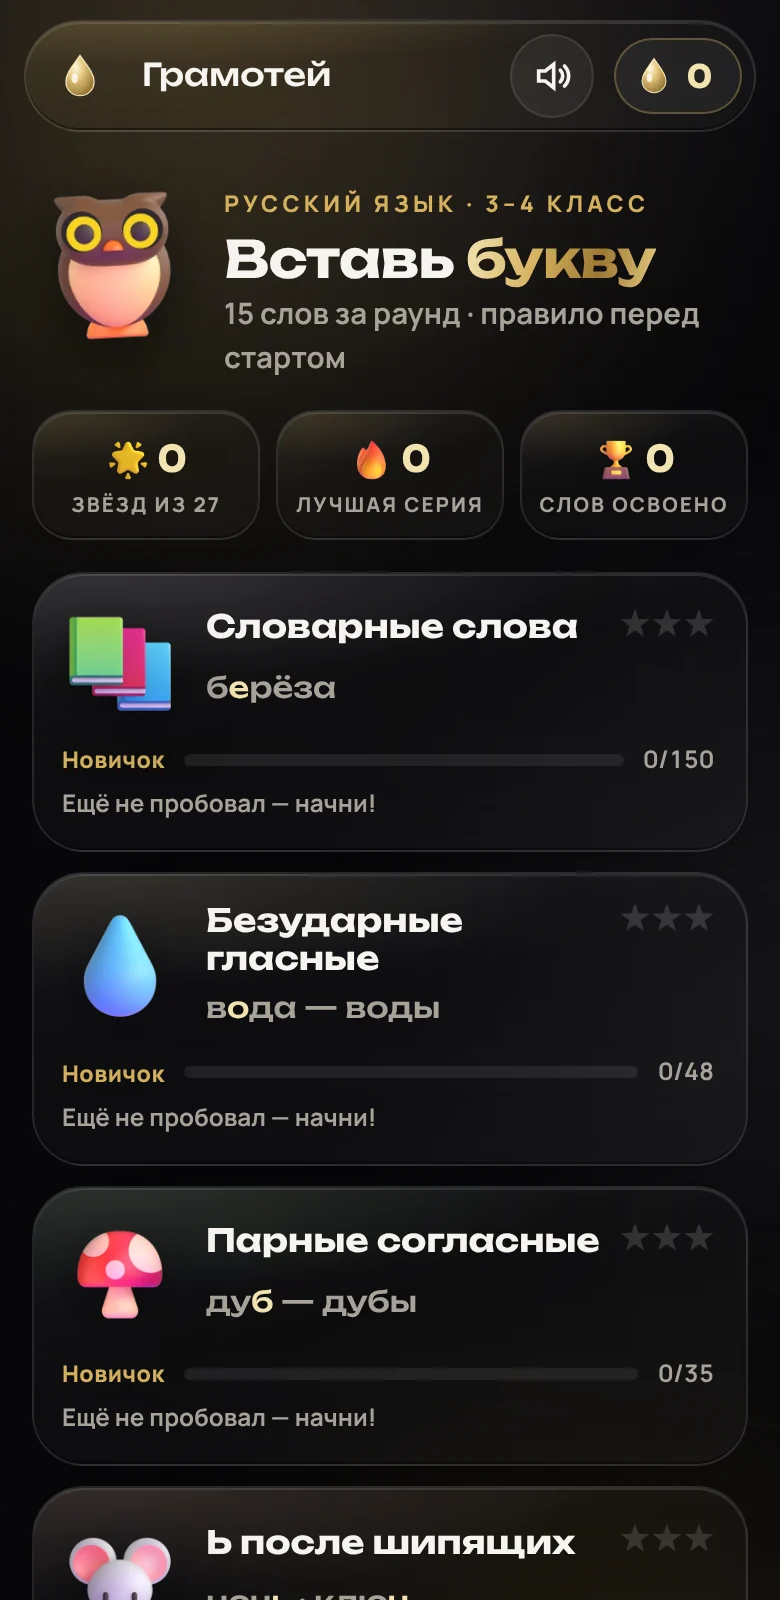 Грамотей
0
РУССКИЙ ЯЗЫК · 3–4 КЛАСС
Вставь букву
15 слов за раунд · правило перед
стартом
0
ЗВЁЗД ИЗ 27
0
ЛУЧШАЯ СЕРИЯ
0
СЛОВ ОСВОЕНО
Словарные слова
берёза
Новичок
0/150
Ещё не пробовал — начни!
Безударные
гласные
вода — воды
Новичок
0/48
Ещё не пробовал — начни!
Парные согласные
дуб — дубы
Новичок
0/35
Ещё не пробовал — начни!
Ь после шипящих